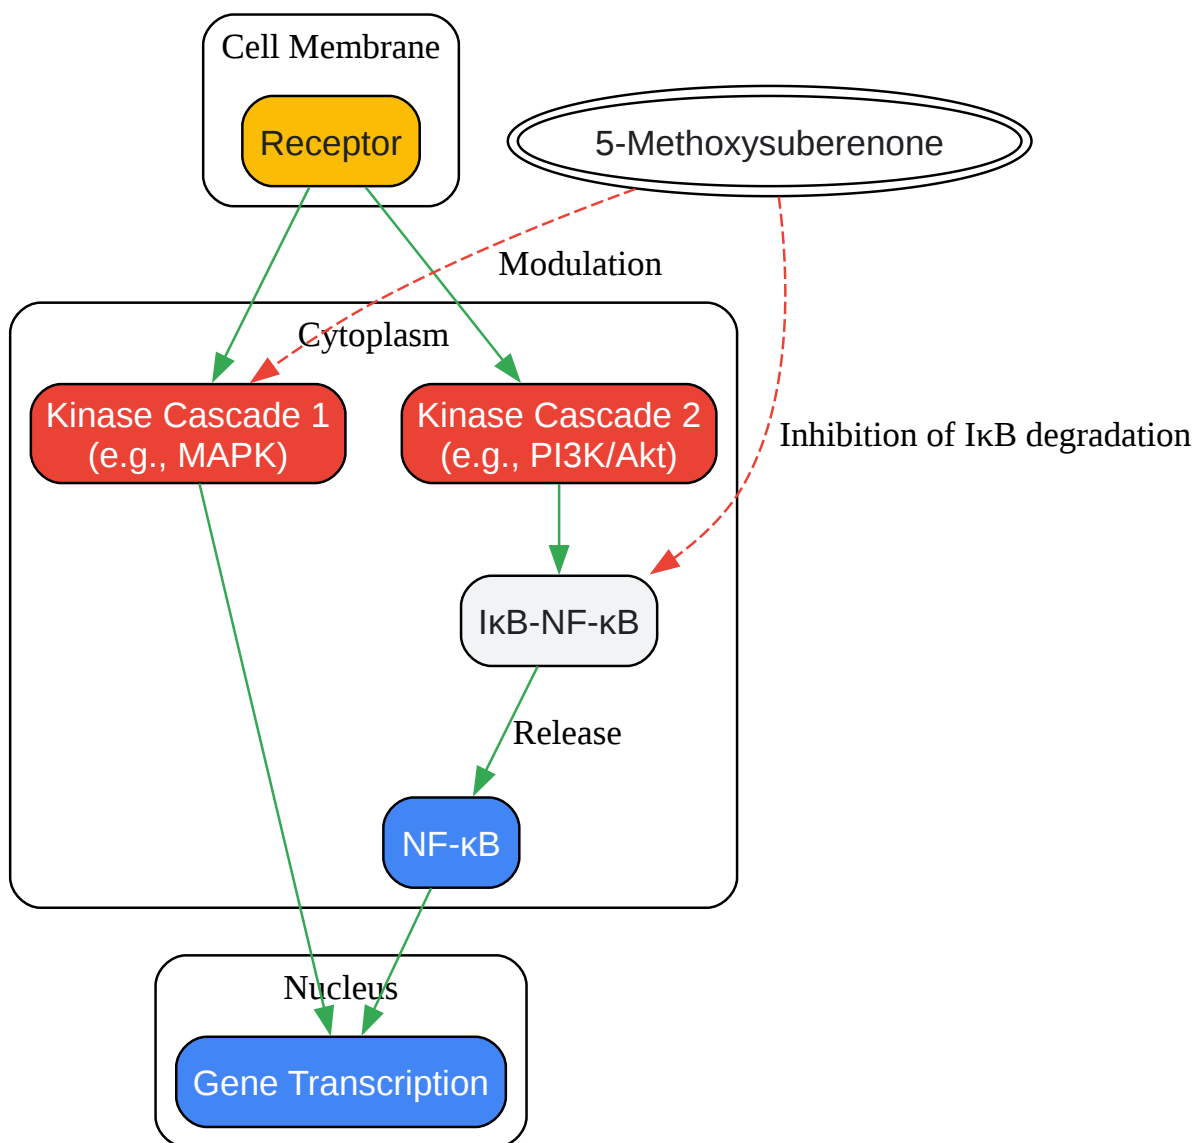 Cell Membrane
Receptor
5-Methoxysuberenone
Modulation
Cytoplasm
Kinase Cascade 1
(e.g., MAPK)
Kinase Cascade 2
(e.g., PI3K/Akt)
Inhibition of IκB degradation
IκB-NF-κB
Release
NF-κB
Nucleus
Gene Transcription